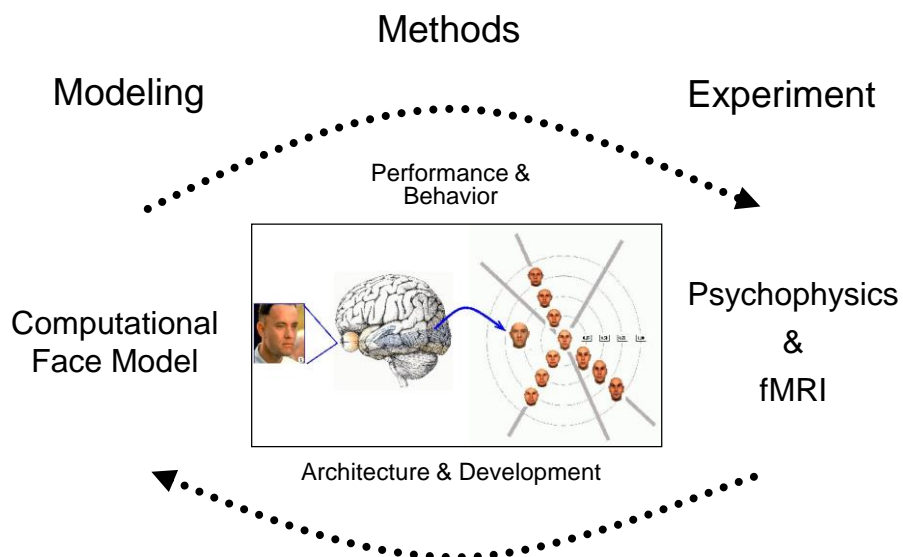 Methods
Modeling
Experiment
Performance &
Behavior
Computational
Face Model
Psychophysics
&
fMRI
Architecture & Development